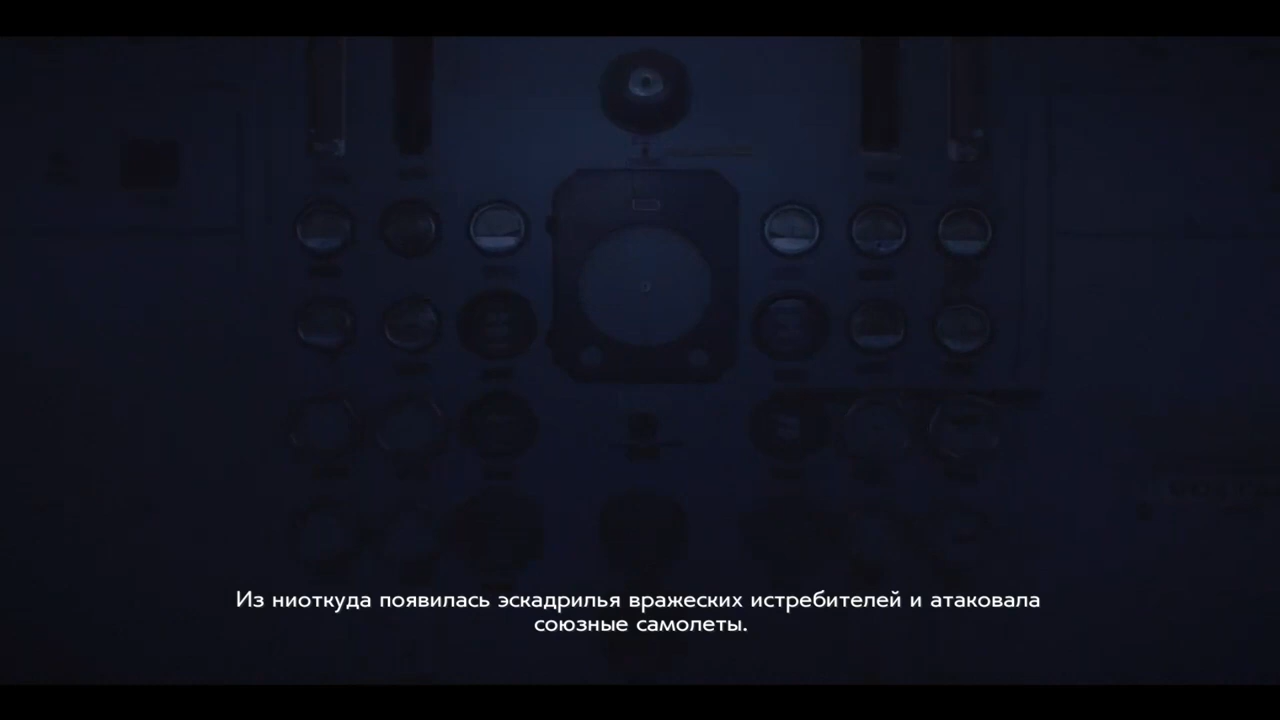 Из ниоткуда появилась эскадрилья вражеских истребителей и атаковала
союзные самолеты.